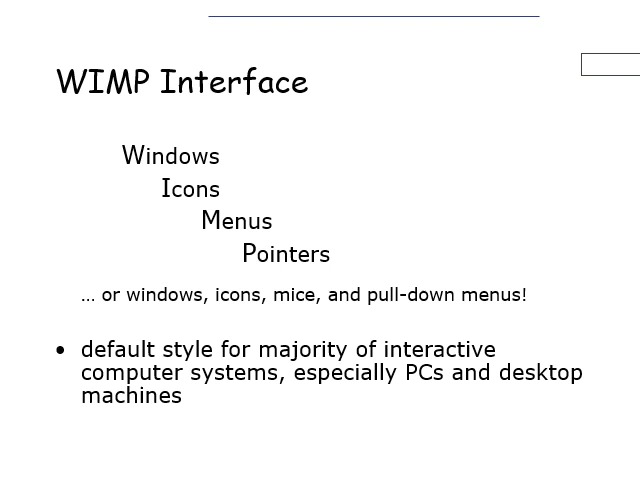 WIMP Interface
Windows
Icons
Menus
Pointers
… or windows, icons, mice, and pull-down menus!
• default style for majority of interactive
computer systems, especially PCs and desktop
machines